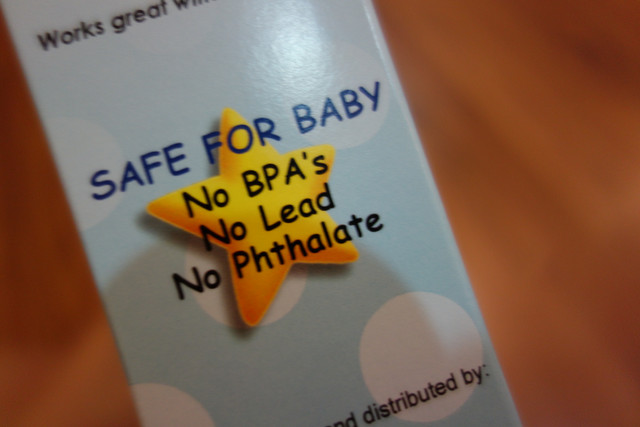 Works great
SAFE FOR BABY
No BPA's
No Lead
No Phthalate
distributed by: